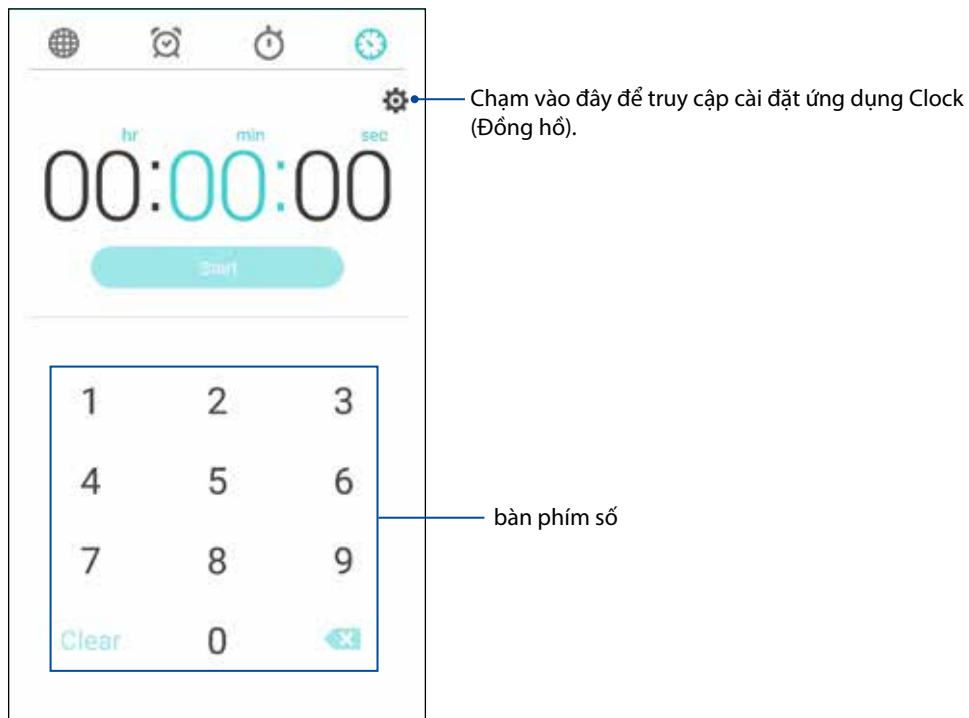 Chạm vào đây để truy cập cài đặt ứng dụng Clock
(Đồng hồ).
hr min sec
00:00:00
Start
1 2 3
4 5 6
bàn phím số
7 8 9
Clear 0